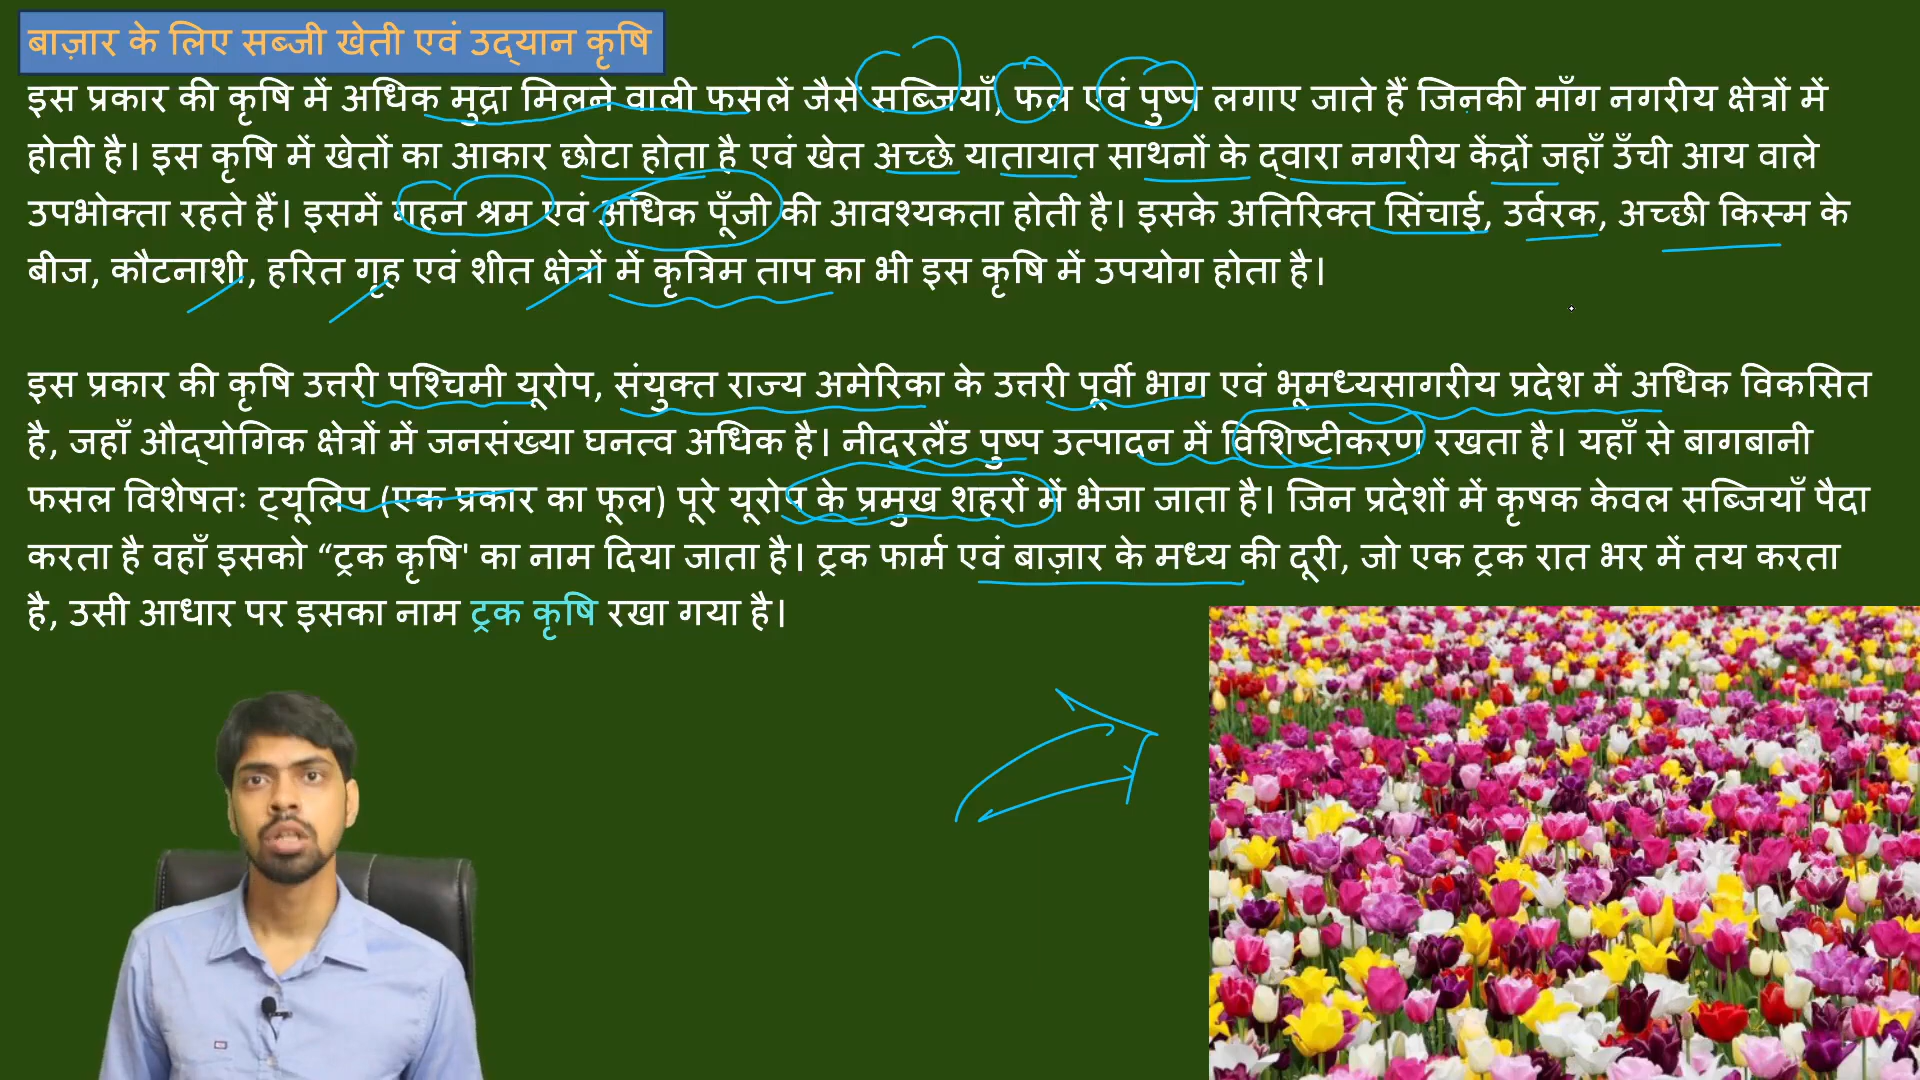 बाज़ार के लिए सब्जी खेती एवं उद्यान कृषि
इस प्रकार की कृषि में अधिक मुद्रा मिलने वाली फसलें जैसे सब्जियाँ, फल एवं पुष्प लगाए जाते हैं जिनकी माँग नगरीय क्षेत्रों में
होती है। इस कृषि में खेतों का आकार छोटा होता है एवं खेत अच्छे यातायात साथनों के द्वारा नगरीय केंद्रों जहाँ उँची आय वाले
उपभोक्ता रहते हैं। इसमें गहन श्रम एवं अधिक पूँजी की आवश्यकता होती है। इसके अतिरिक्त सिंचाई, उर्वरक, अच्छी किस्म के
बीज, कौटनाशी, हरित गृह एवं शीत क्षेत्रों में कृत्रिम ताप का भी इस कृषि में उपयोग होता है।
इस प्रकार की कृषि उत्तरी पश्चिमी यूरोप, संयुक्त राज्य अमेरिका के उत्तरी पूर्वी भाग एवं भूमध्यसागरीय प्रदेश में अधिक विकसित
है, जहाँ औद्योगिक क्षेत्रों में जनसंख्या घनत्व अधिक है। नीदरलैंड पुष्प उत्पादन में विशिष्टीकरण रखता है। यहाँ से बागबानी
फसल विशेषतः ट्यूलिप (एक प्रकार का फूल) पूरे यूरोप के प्रमुख शहरों में भेजा जाता है। जिन प्रदेशों में कृषक केवल सब्जियाँ पैदा
करता है वहाँ इसको “ट्रक कृषि' का नाम दिया जाता है। ट्रक फार्म एवं बाज़ार के मध्य की दूरी, जो एक ट्रक रात भर में तय करता
है, उसी आधार पर इसका नाम ट्रक कृषि रखा गया है।